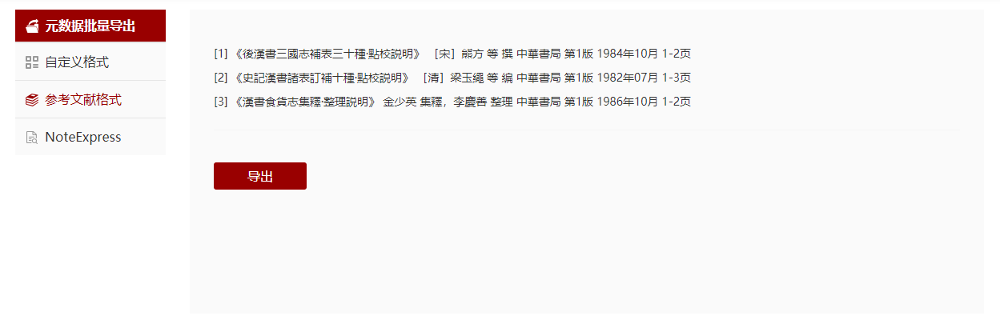 元数据批量导出
自定义格式
参考文献格式
NoteExpress
[1] 《後漢書三國志補表三十種·點校説明》 ［宋］熊方 等 撰 中華書局 第1版 1984年10月 1-2页
[2] 《史記漢書諸表訂補十種·點校説明》 ［清］梁玉繩 等 编 中華書局 第1版 1982年07月 1-3页
[3] 《漢書食貨志集釋·整理説明》 金少英 集釋，李慶善 整理 中華書局 第1版 1986年10月 1-2页
导出